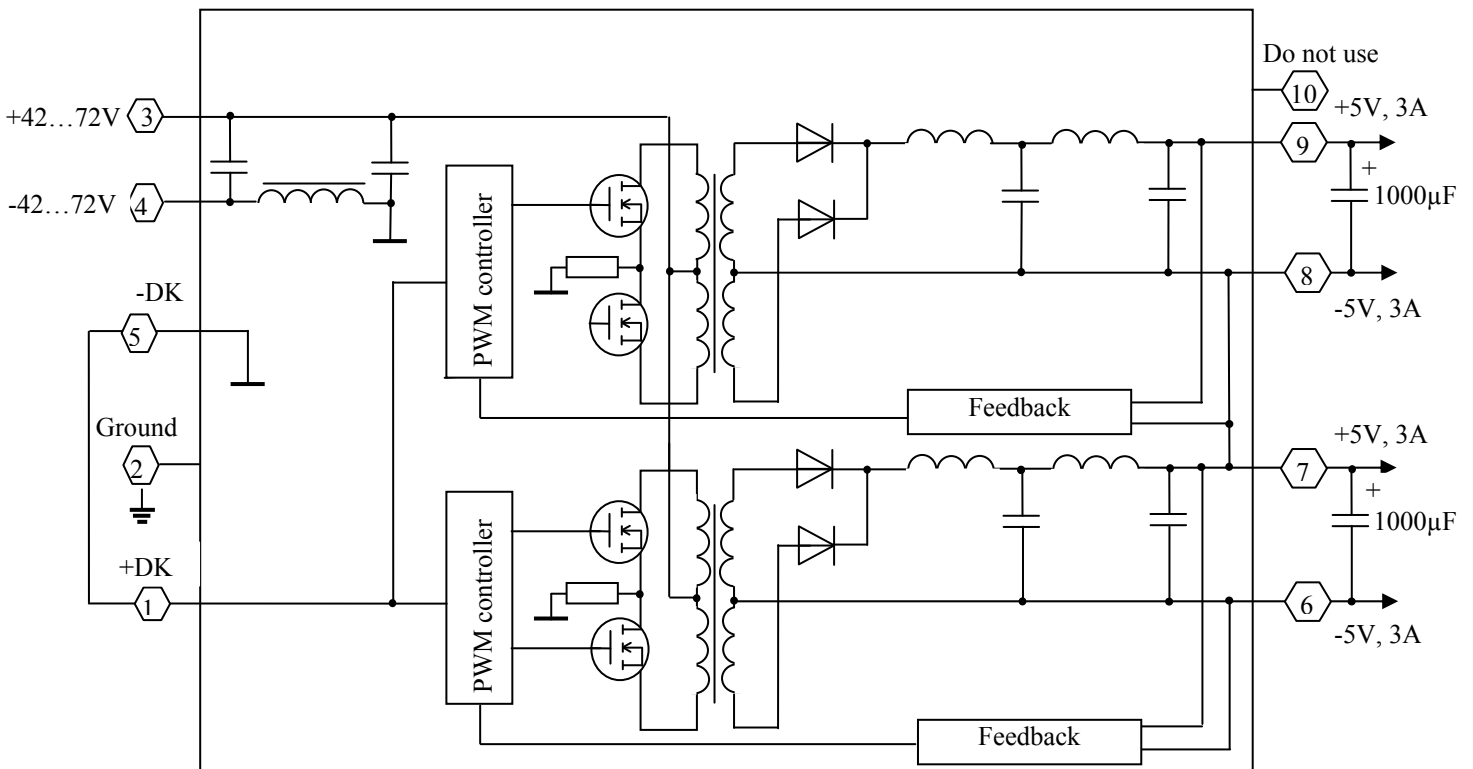 Do not use
10
+5V, 3A
+42…72V
3
9
+
1000µF
-42…72V
4
PWM controller
8
-5V, 3A
-DK
5
Feedback
Ground
2
+5V, 3A
7
+
1000µF
PWM controller
+DK
1
6
-5V, 3A
Feedback